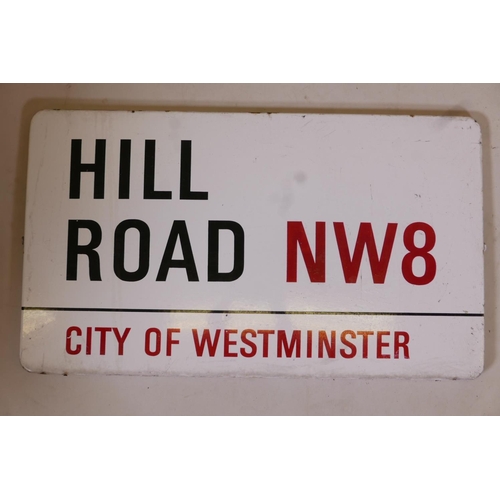 HILL
ROAD NW8
CITY OF WESTMINSTER